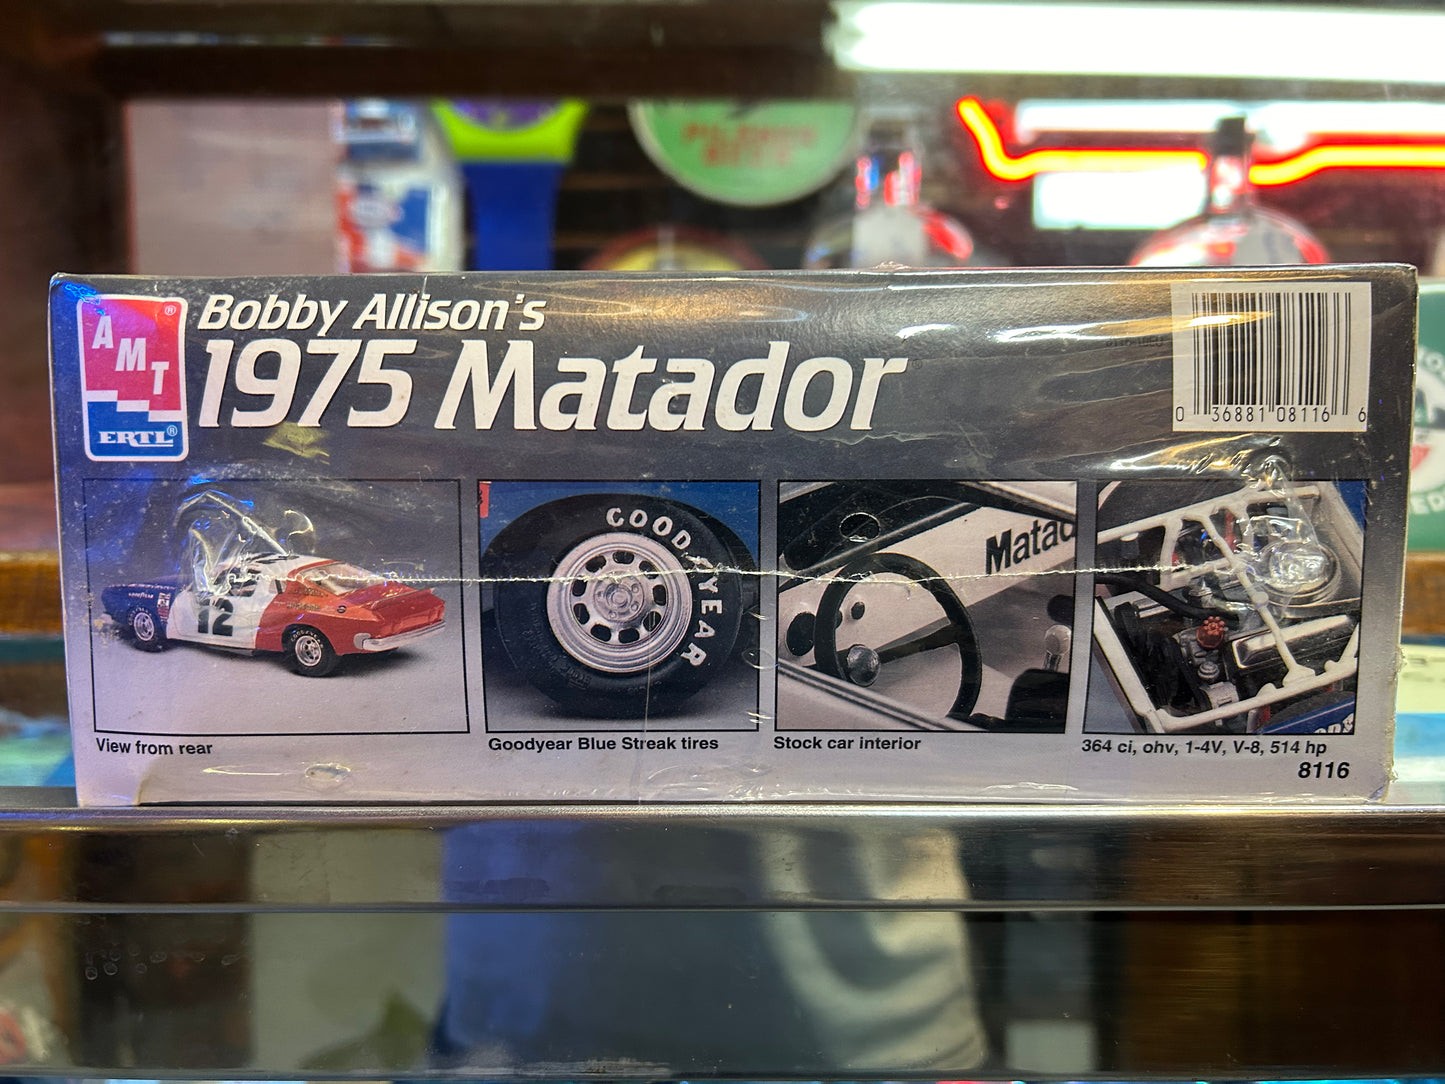 AMT
®
ERTL®
Bobby Allison's
1975 Matador®
0 36881 08116 6
12
GOODYEAR
Matad
View from rear
Goodyear Blue Streak tires
Stock car interior
364 ci, ohv, 1-4V, V-8, 514 hp
8116